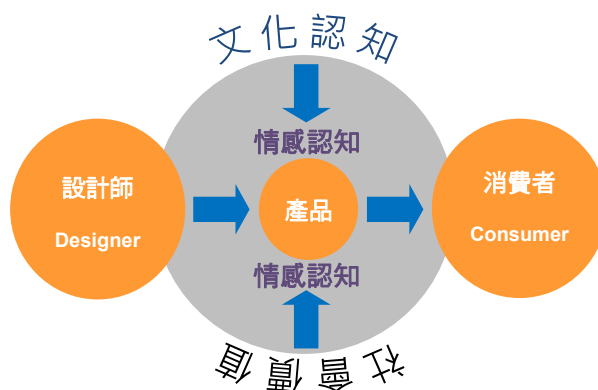 文化認知
情感認知
設計師
Designer
產品
消費者
Consumer
情感認知
社會價值